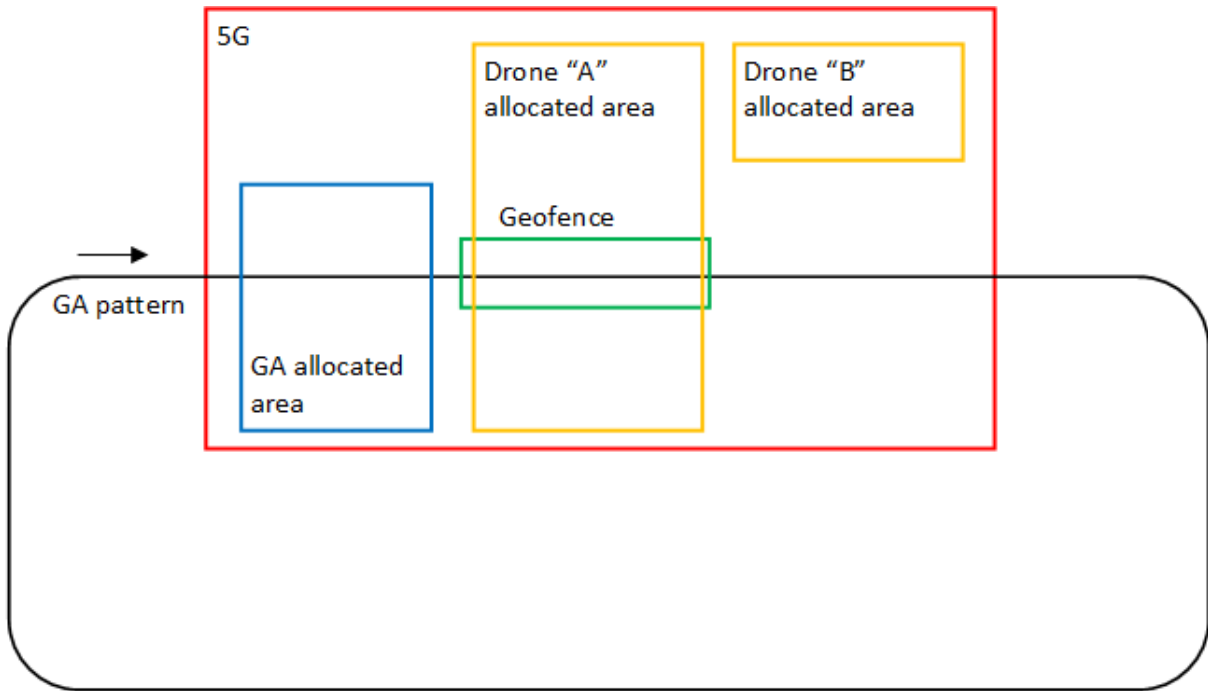 5G
Drone “A”
allocated area
Drone “B”
allocated area
Geofence
GA pattern
GA allocated
area